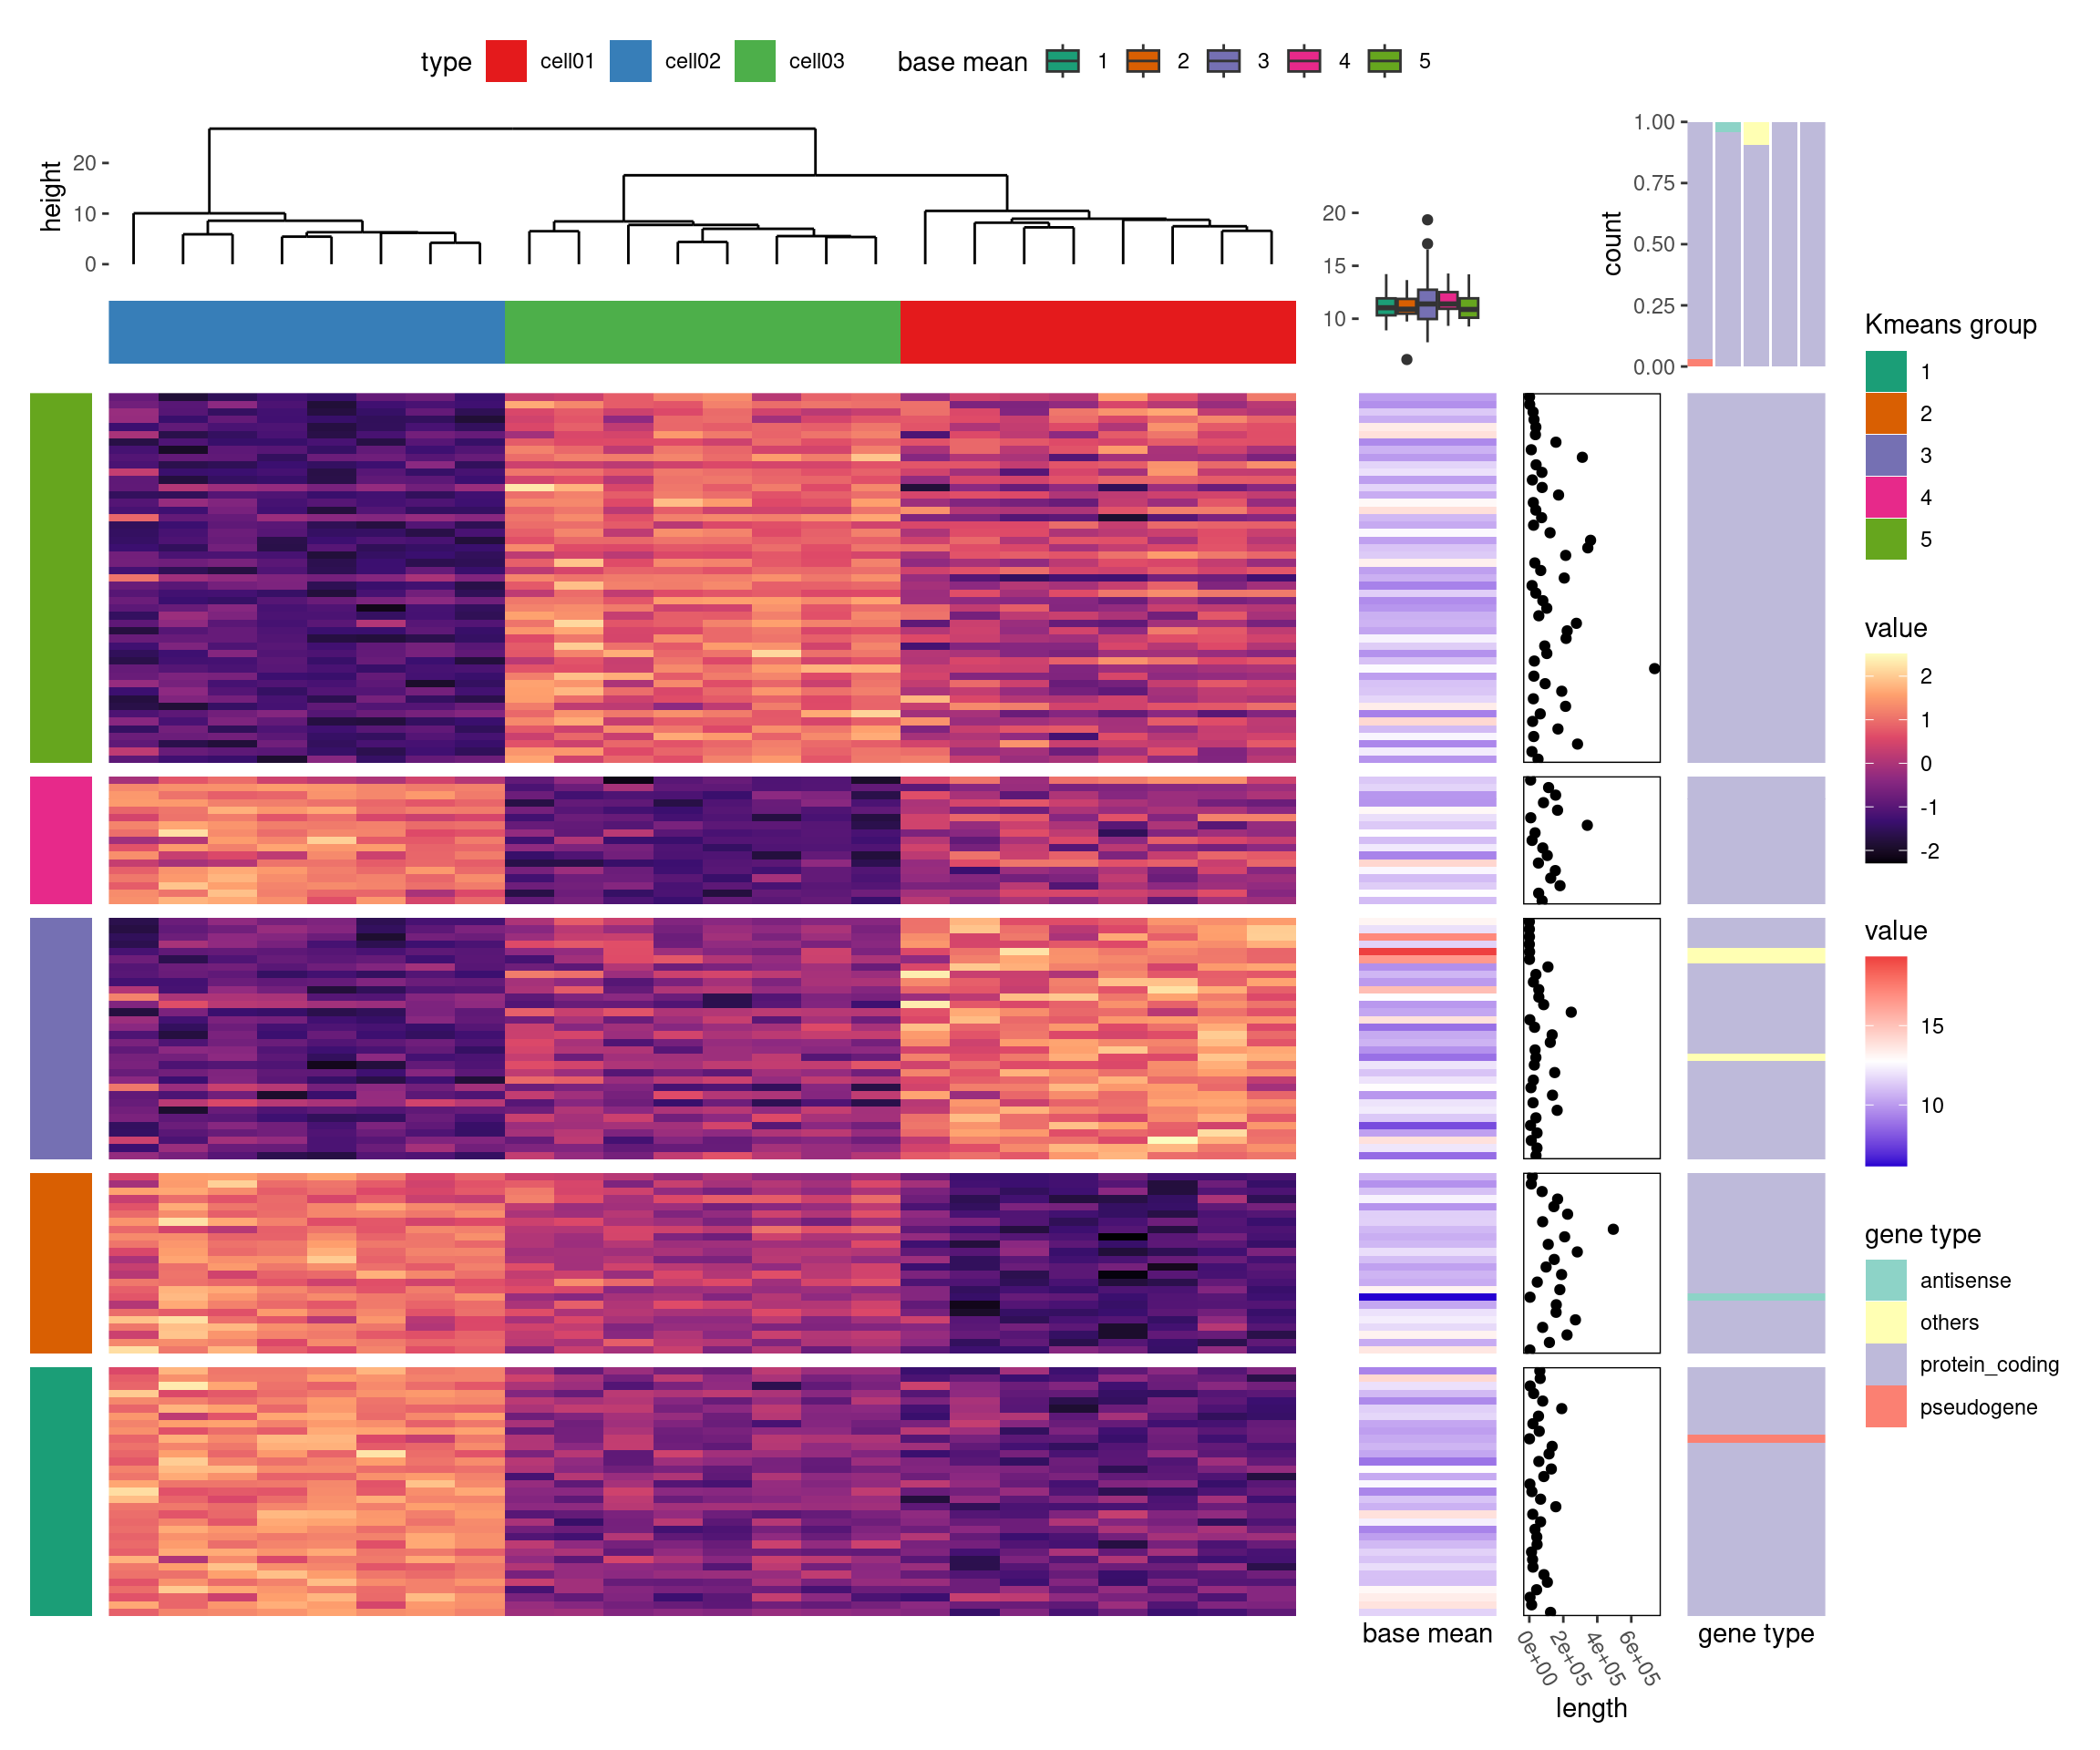 type cell01 cell02 cell03 base mean 1 2 3 4 5
height
20
10
0
20
15
10
count
1.00
0.75
0.50
0.25
0.00
Kmeans group
1
2
3
4
5
value
2
1
0
-1
-2
value
15
10
gene type
antisense
others
protein_coding
pseudogene
base mean
0e+00 2e+05 4e+05 6e+05
length
gene type